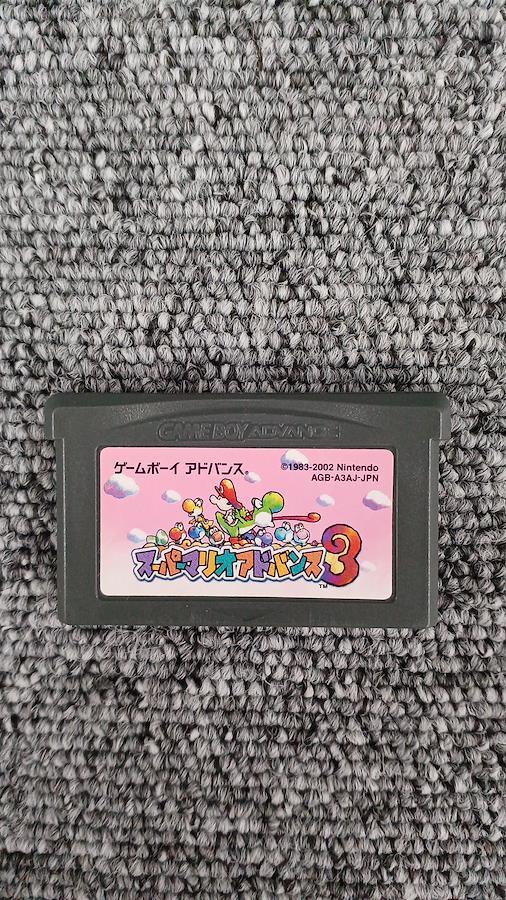 GAME BOY ADVANCE
ゲームボーイ アドバンス®
©1983-2002 Nintendo
AGB-A3AJ-JPN
スーパーマリオアドバンス3
TM